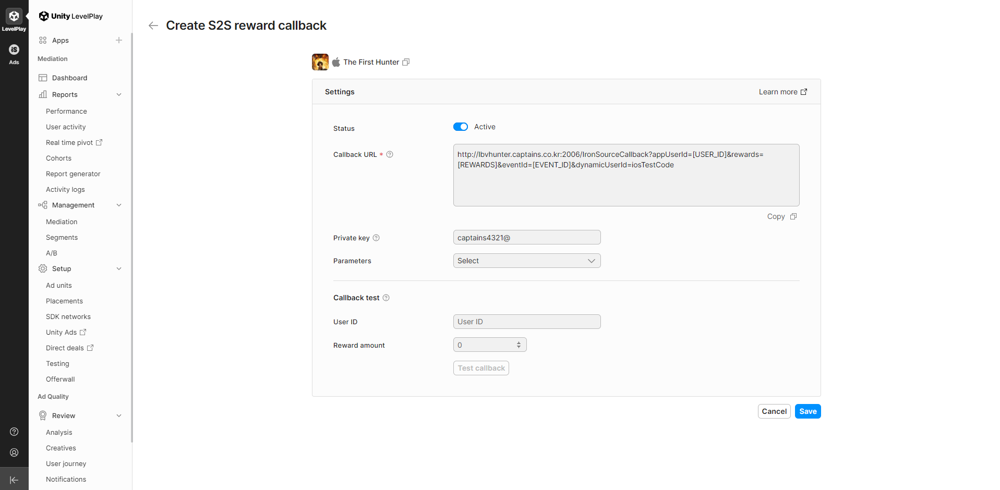 LevelPlay
Ads
Unity LevelPlay
Apps
Mediation
Dashboard
Reports
Performance
User activity
Real time pivot
Cohorts
Report generator
Activity logs
Management
Mediation
Segments
A/B
Setup
Ad units
Placements
SDK networks
Unity Ads
Direct deals
Testing
Offerwall
Ad Quality
Review
Analysis
Creatives
User journey
Notifications
Create S2S reward callback
The First Hunter
Settings
Learn more
Status
Active
Callback URL *
http://lbvhunter.captains.co.kr:2006/IronSourceCallback?appUserId=[USER_ID]&rewards=
[REWARDS]&eventId=[EVENT_ID]&dynamicUserId=iosTestCode
Copy
Private key
captains4321@
Parameters
Select
Callback test
User ID
User ID
Reward amount
0
Test callback
Cancel
Save